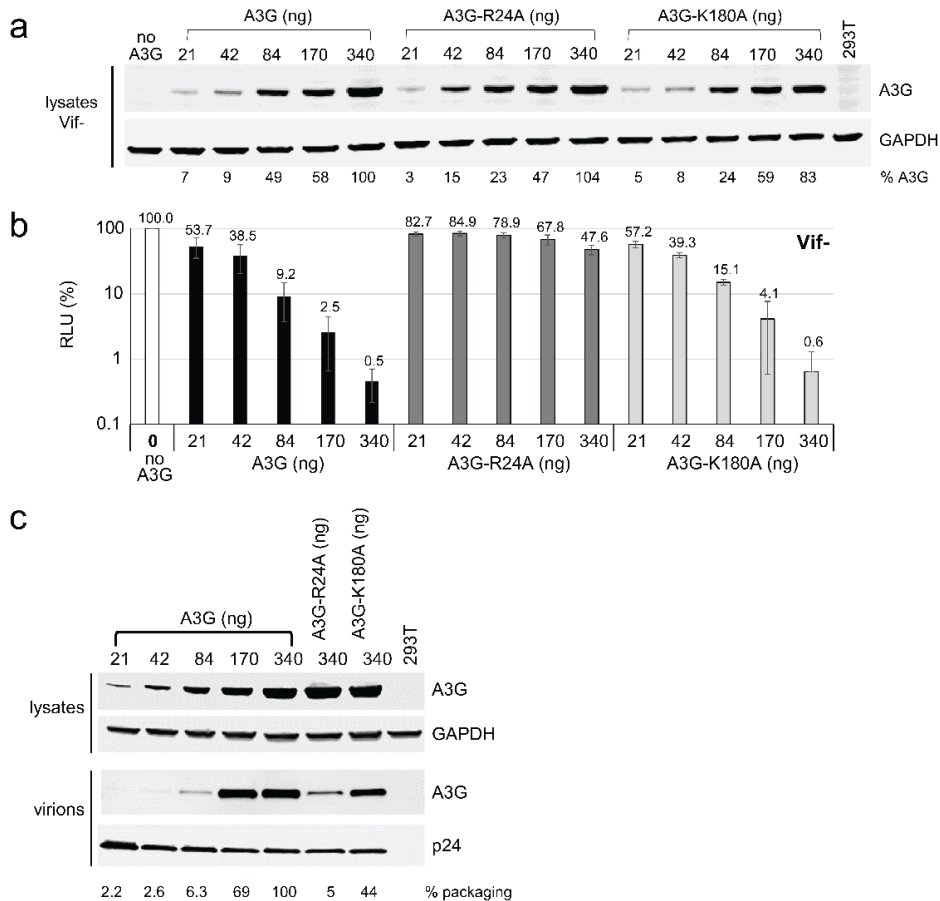 a
A3G (ng) A3G-R24A (ng) A3G-K180A (ng)
no A3G 21 42 84 170 340 21 42 84 170 340 21 42 84 170 340 293T
lysates Vif-
A3G
GAPDH
7 9 49 58 100 3 15 23 47 104 5 8 24 59 83 % A3G
b
Vif-
RLU (%)
100
10
1
0.1
100.0 53.7 38.5 9.2 2.5 0.5 82.7 84.9 78.9 67.8 47.6 57.2 39.3 15.1 4.1 0.6
0 21 42 84 170 340 21 42 84 170 340 21 42 84 170 340
no A3G A3G (ng) A3G-R24A (ng) A3G-K180A (ng)
c
A3G (ng) A3G-R24A (ng) A3G-K180A (ng) 293T
21 42 84 170 340 340 340
lysates
A3G
GAPDH
virions
A3G
p24
2.2 2.6 6.3 69 100 5 44 % packaging